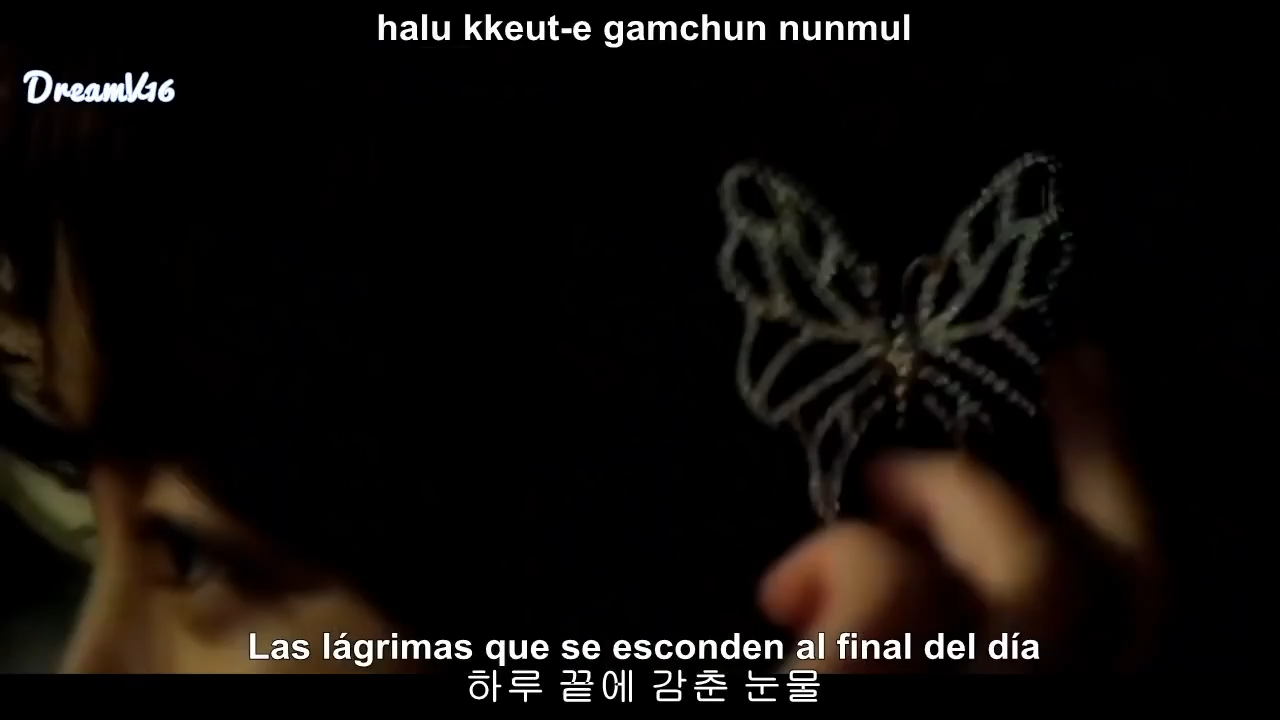 halu kkeut-e gamchun nunmul
DreamV16
Las lágrimas que se esconden al final del día
하루 끝에 감춘 눈물